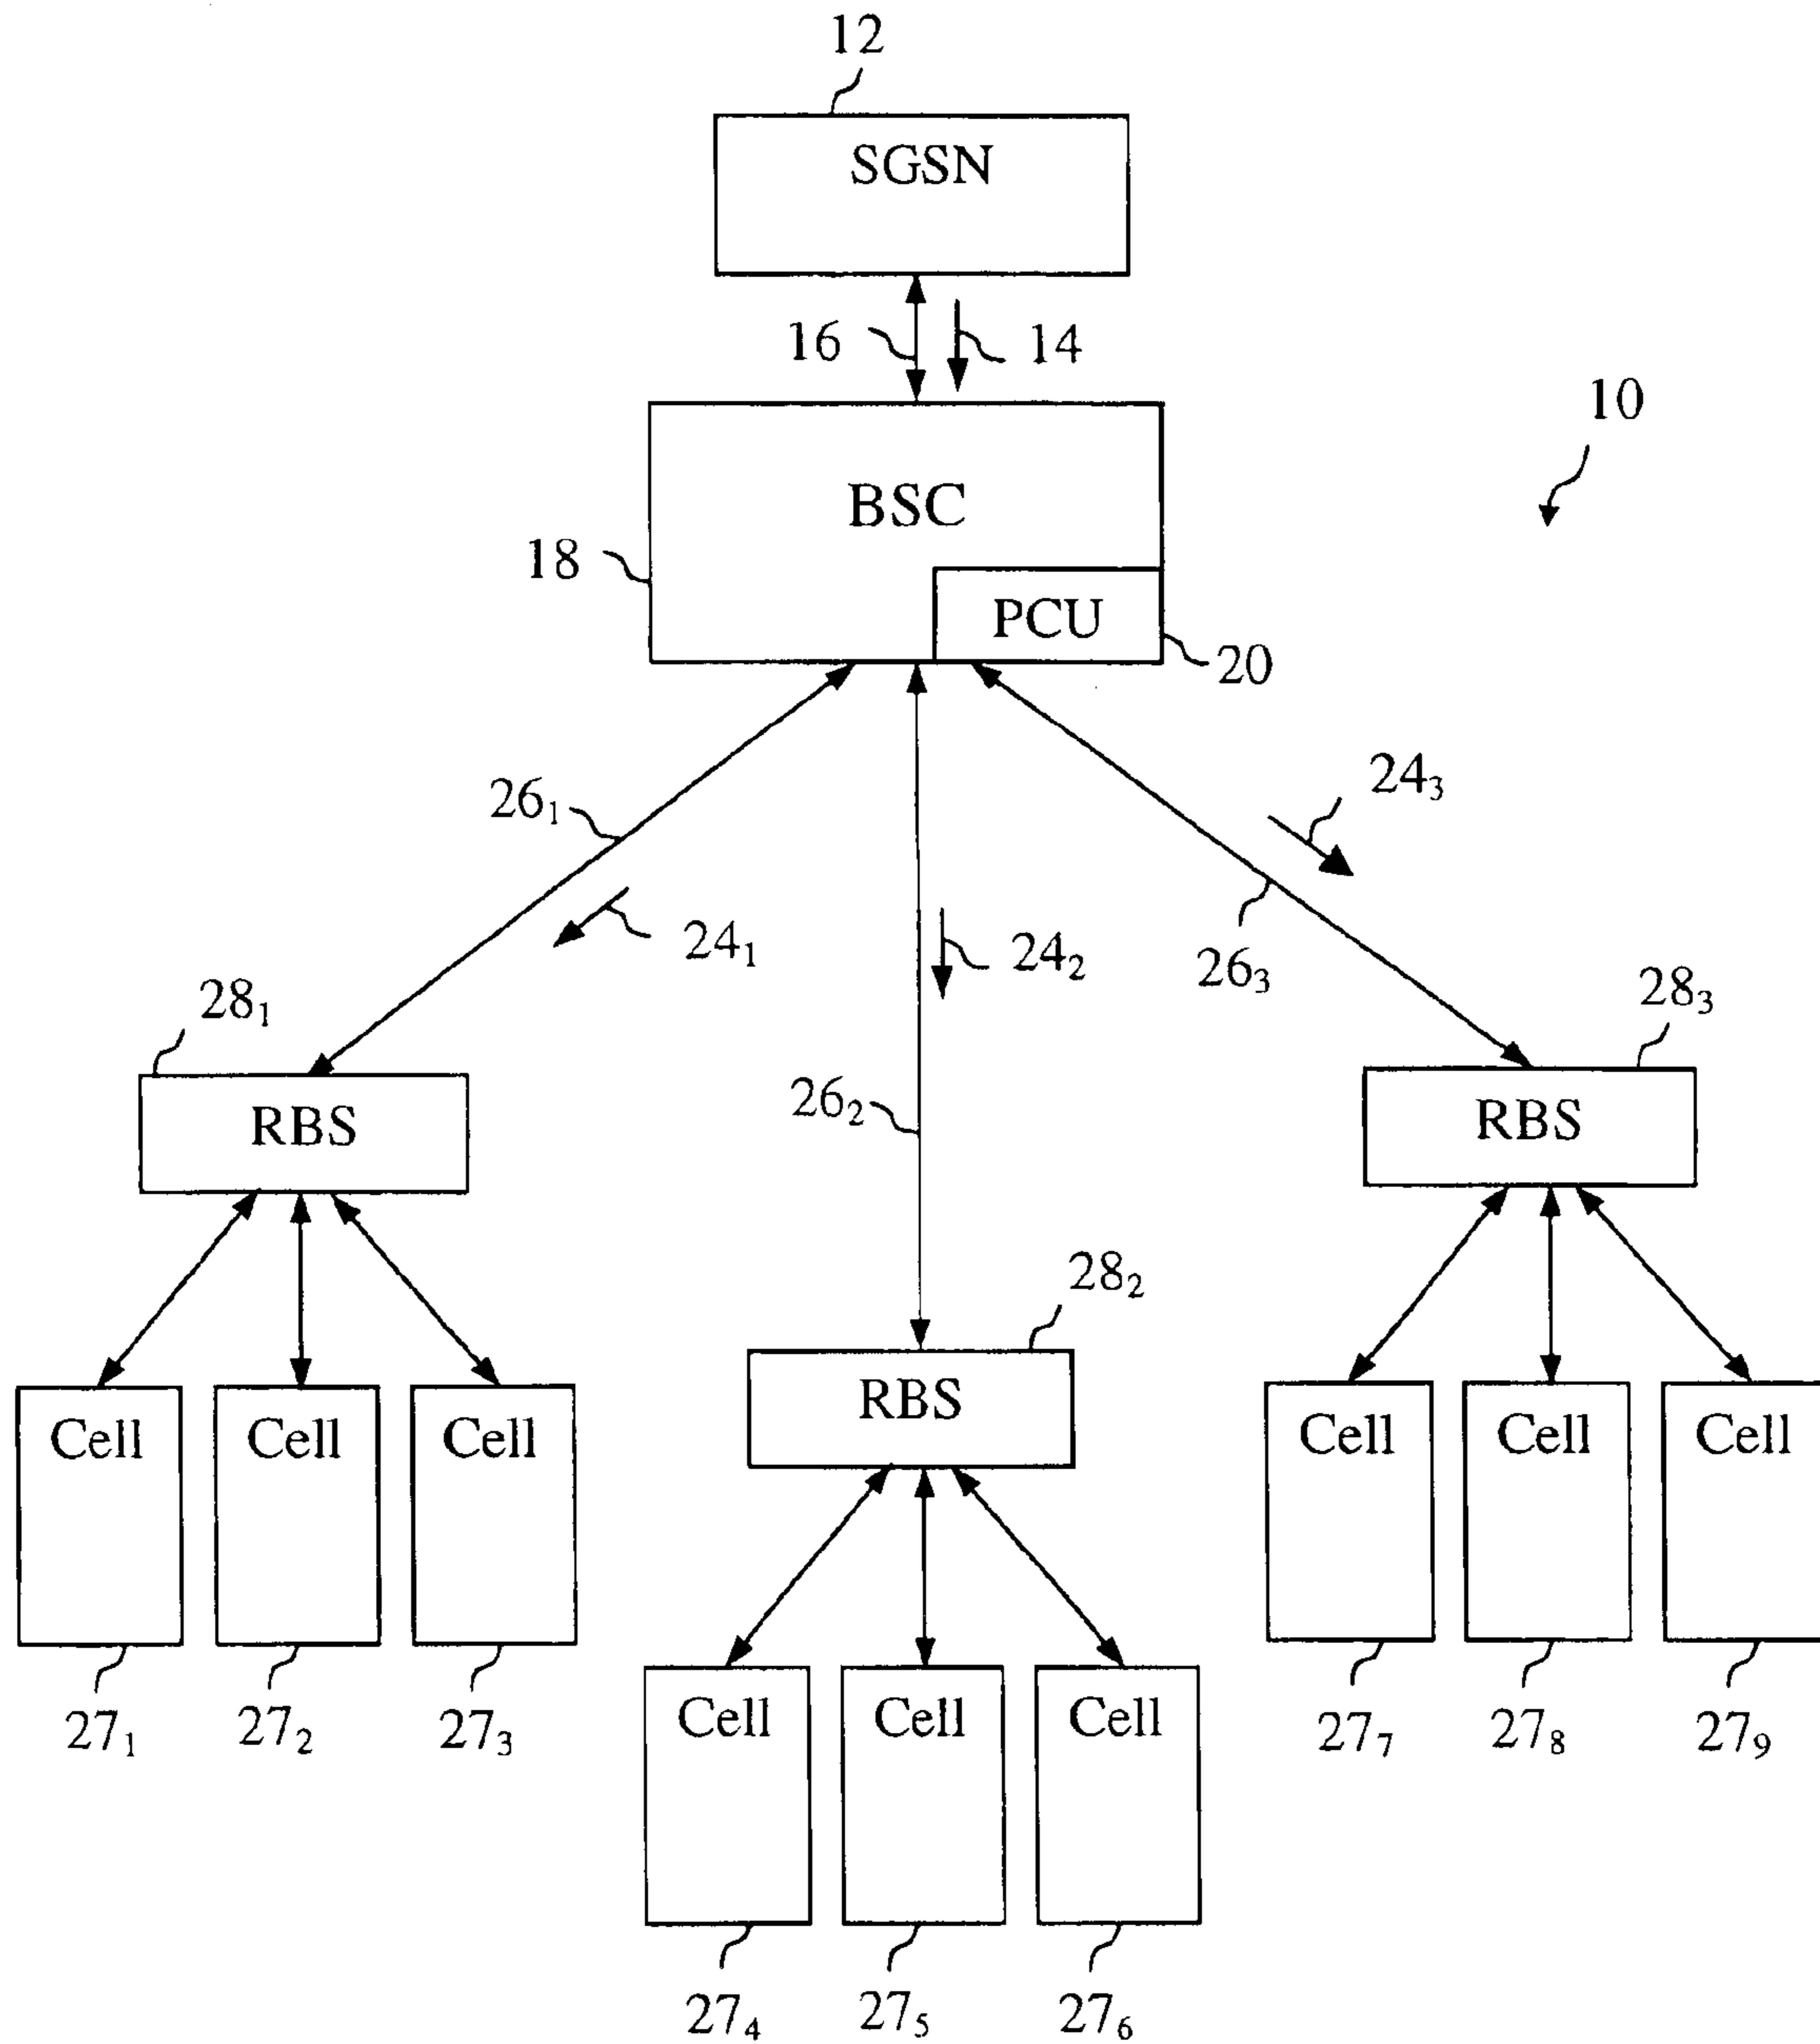 12
SGSN
16
14
10
BSC
18
PCU
20
26₁
24₃
24₁
24₂
26₃
28₁
28₃
RBS
26₂
RBS
28₂
RBS
Cell Cell Cell
Cell Cell Cell
27₁ 27₂ 27₃
27₇ 27₈ 27₉
Cell Cell Cell
27₄ 27₅ 27₆